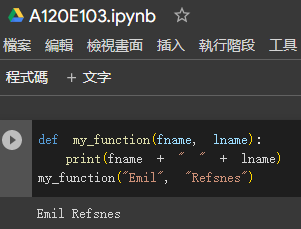 A120E103.ipynb
檔案 編輯 檢視畫面 插入 執行階段 工具
程式碼 + 文字
def my_function(fname, lname):
    print(fname + " " + lname)
my_function("Emil", "Refsnes")
Emil Refsnes